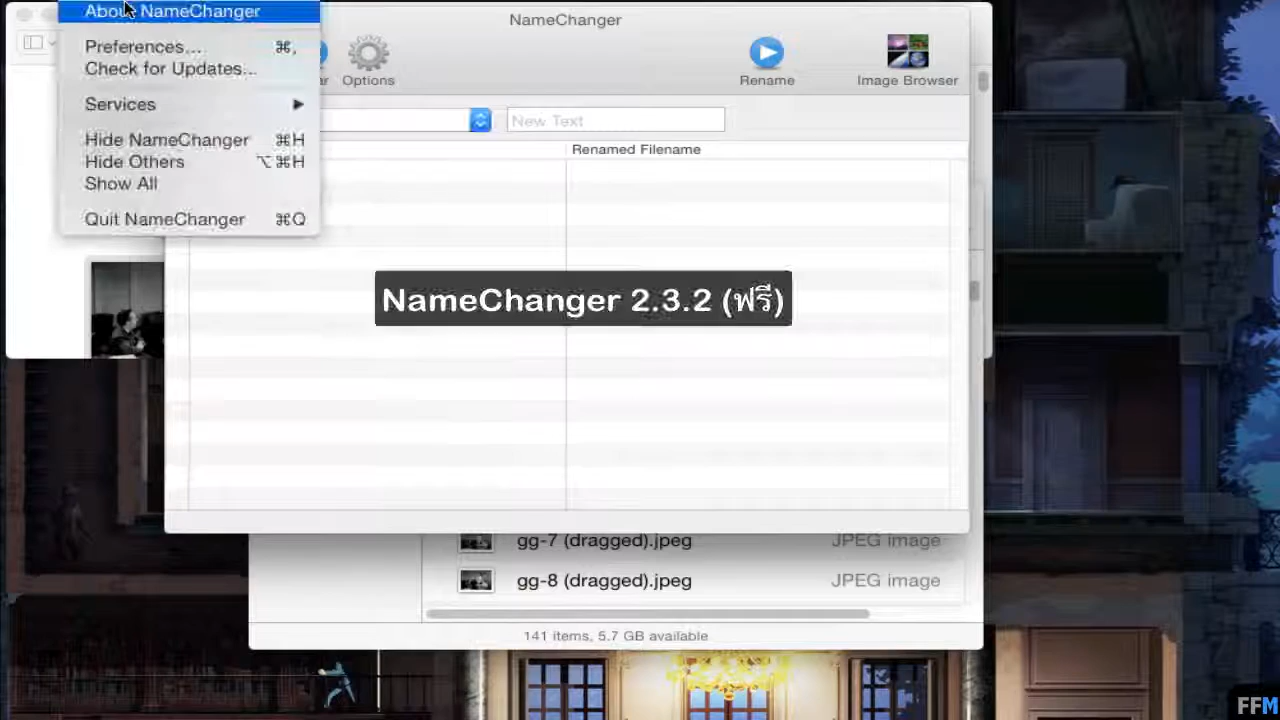 About NameChanger
Preferences... ⌘,
Check for Updates...
Services ▶
Hide NameChanger ⌘H
Hide Others ⌥⌘H
Show All
Quit NameChanger ⌘Q
NameChanger
Options
Rename
Image Browser
New Text
Renamed Filename
NameChanger 2.3.2 (ฟรี)
gg-7 (dragged).jpeg JPEG image
gg-8 (dragged).jpeg JPEG image
141 items, 5.7 GB available
FFM